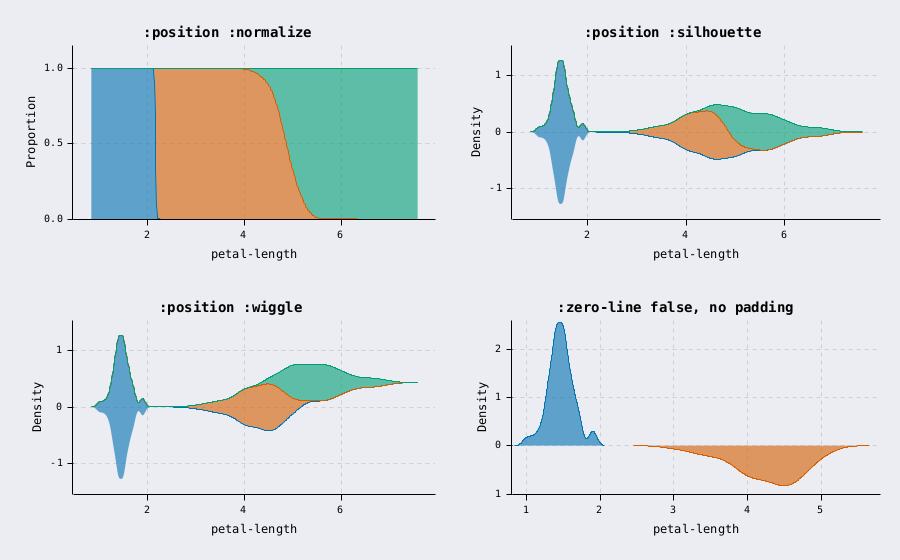 :position :normalize
Proportion
1.0
0.5
0.0
2 4 6
petal-length
:position :silhouette
Density
1
0
-1
2 4 6
petal-length
:position :wiggle
Density
1
0
-1
2 4 6
petal-length
:zero-line false, no padding
Density
2
1
0
1
1 2 3 4 5
petal-length